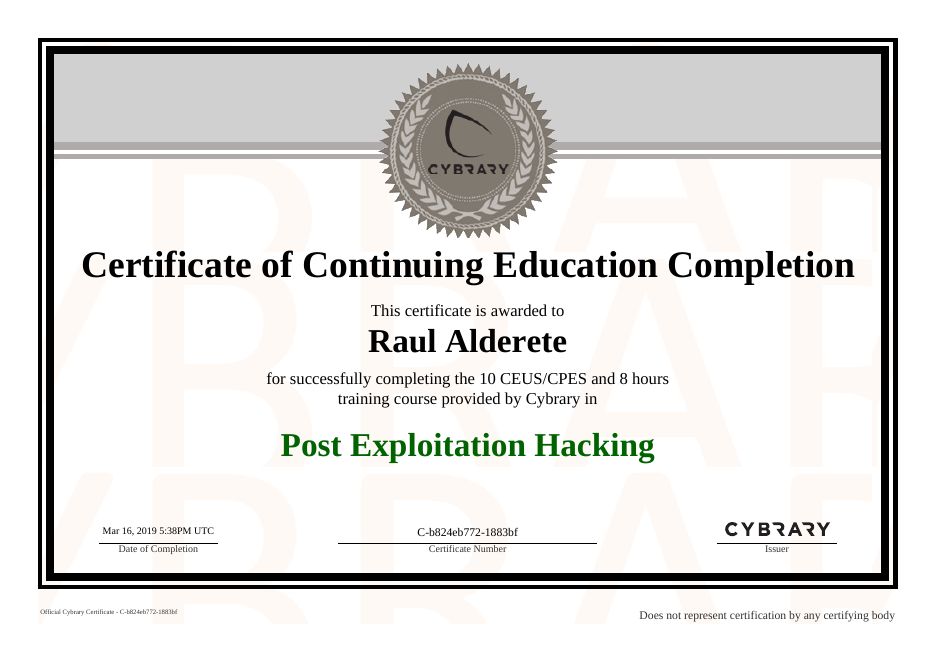 CYBRARY
Certificate of Continuing Education Completion
This certificate is awarded to
Raul Alderete
for successfully completing the 10 CEUS/CPES and 8 hours
training course provided by Cybrary in
Post Exploitation Hacking
Mar 16, 2019 5:38PM UTC
Date of Completion
C-b824eb772-1883bf
Certificate Number
CYBRARY
Issuer
Official Cybrary Certificate - C-b824eb772-1883bf
Does not represent certification by any certifying body